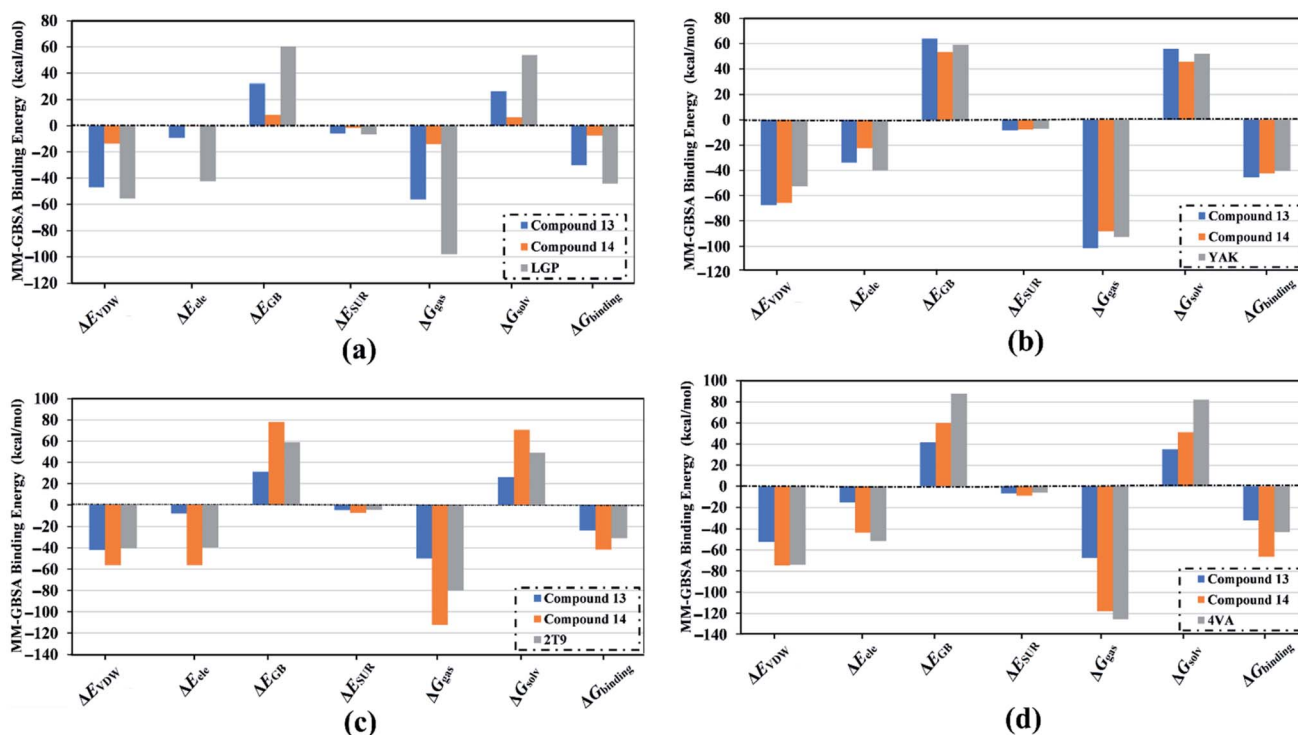 MM-GBSA Binding Energy (kcal/mol)
80
60
40
20
0
−20
−40
−60
−80
−100
−120
Compound 13
Compound 14
LGP
ΔEVDW
ΔEele
ΔEGB
ΔESUR
ΔGgas
ΔGsolv
ΔGbinding
(a)
MM-GBSA Binding Energy (kcal/mol)
80
60
40
20
0
−20
−40
−60
−80
−100
−120
Compound 13
Compound 14
YAK
ΔEVDW
ΔEele
ΔEGB
ΔESUR
ΔGgas
ΔGsolv
ΔGbinding
(b)
MM-GBSA Binding Energy (kcal/mol)
100
80
60
40
20
0
−20
−40
−60
−80
−100
−120
−140
Compound 13
Compound 14
2T9
ΔEVDW
ΔEele
ΔEGB
ΔESUR
ΔGgas
ΔGsolv
ΔGbinding
(c)
MM-GBSA Binding Energy (kcal/mol)
100
80
60
40
20
0
−20
−40
−60
−80
−100
−120
−140
Compound 13
Compound 14
4VA
ΔEVDW
ΔEele
ΔEGB
ΔESUR
ΔGgas
ΔGsolv
ΔGbinding
(d)